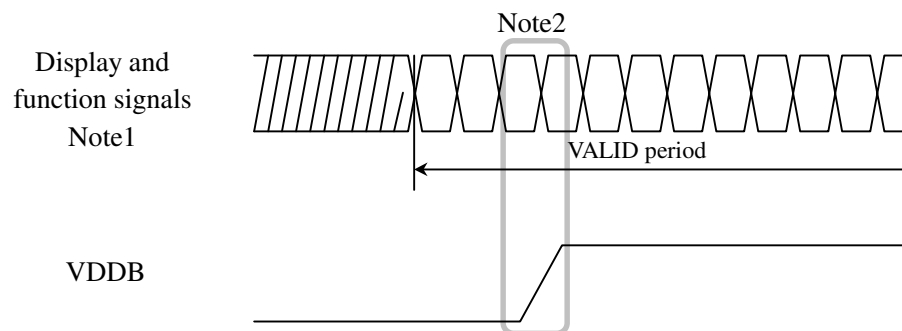 Note2
Display and
function signals
Note1
VALID period
VDDB